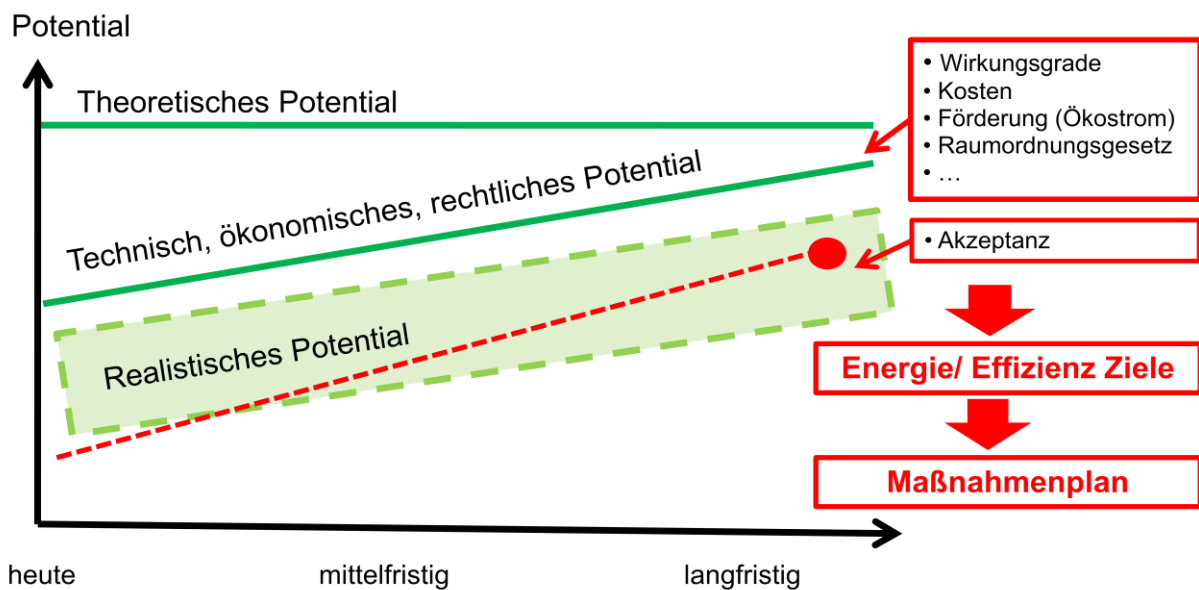 Potential
Theoretisches Potential
Technisch, ökonomisches, rechtliches Potential
Realistisches Potential
• Wirkungsgrade
• Kosten
• Förderung (Ökostrom)
• Raumordnungsgesetz
• …
• Akzeptanz
Energie/ Effizienz Ziele
Maßnahmenplan
heute
mittelfristig
langfristig